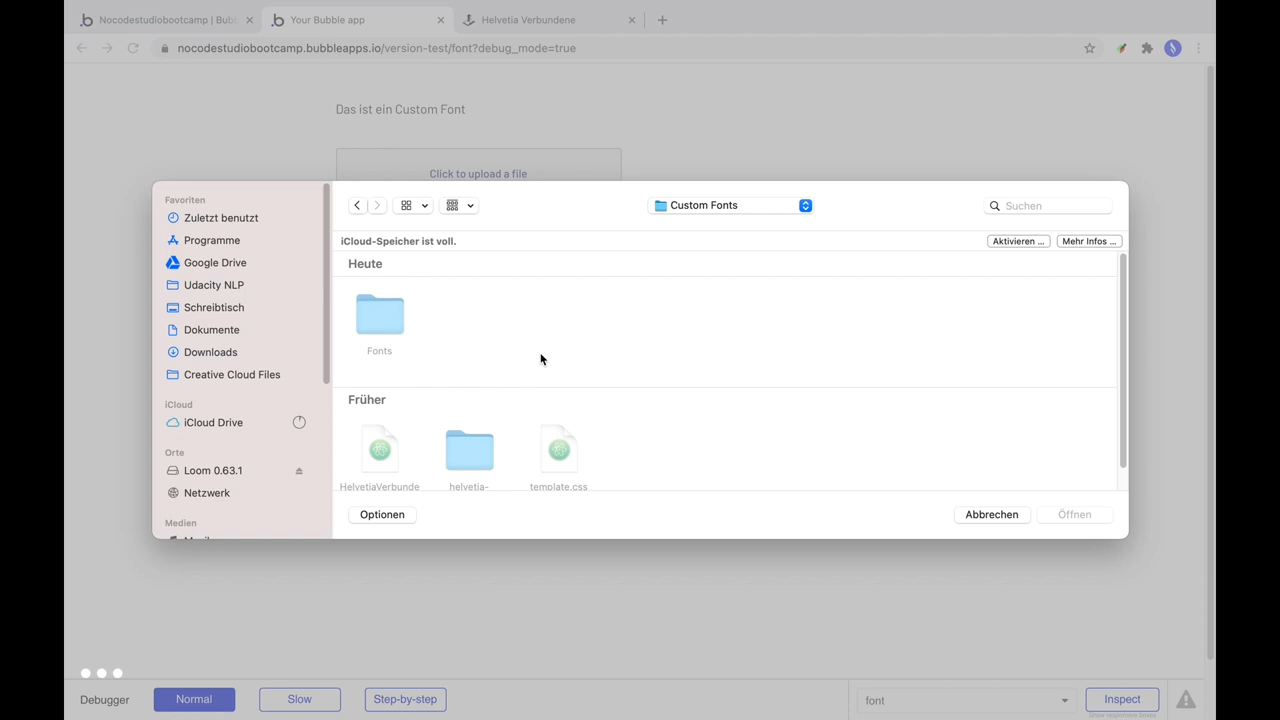 Nocodestudiobootcamp | Bubb
Your Bubble app
Helvetia Verbundene
nocodestudiobootcamp.bubbleapps.io/version-test/font?debug_mode=true
Das ist ein Custom Font
Click to upload a file
Favoriten
Zuletzt benutzt
Programme
Google Drive
Udacity NLP
Schreibtisch
Dokumente
Downloads
Creative Cloud Files
iCloud
iCloud Drive
Orte
Loom 0.63.1
Netzwerk
Medien
Custom Fonts
Suchen
iCloud-Speicher ist voll.
Aktivieren ...
Mehr Infos ...
Heute
Fonts
Früher
HelvetiaVerbunde
helvetia-
template.css
Optionen
Abbrechen
Öffnen
Debugger
Normal
Slow
Step-by-step
font
Inspect